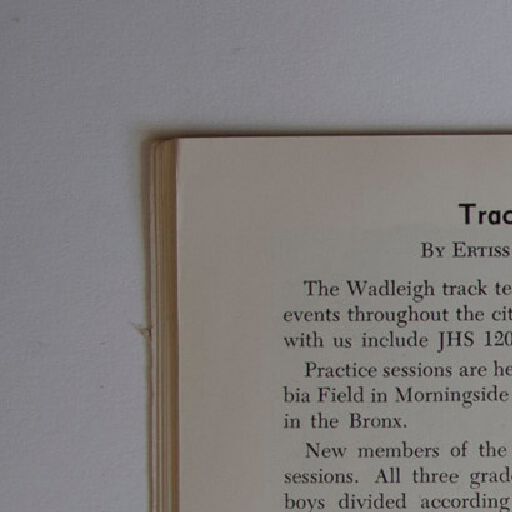 Trac
By Ertiss
The Wadleigh track te
events throughout the cit
with us include JHS 120
Practice sessions are he
bia Field in Morningside
in the Bronx.
New members of the
sessions. All three grad
boys divided according